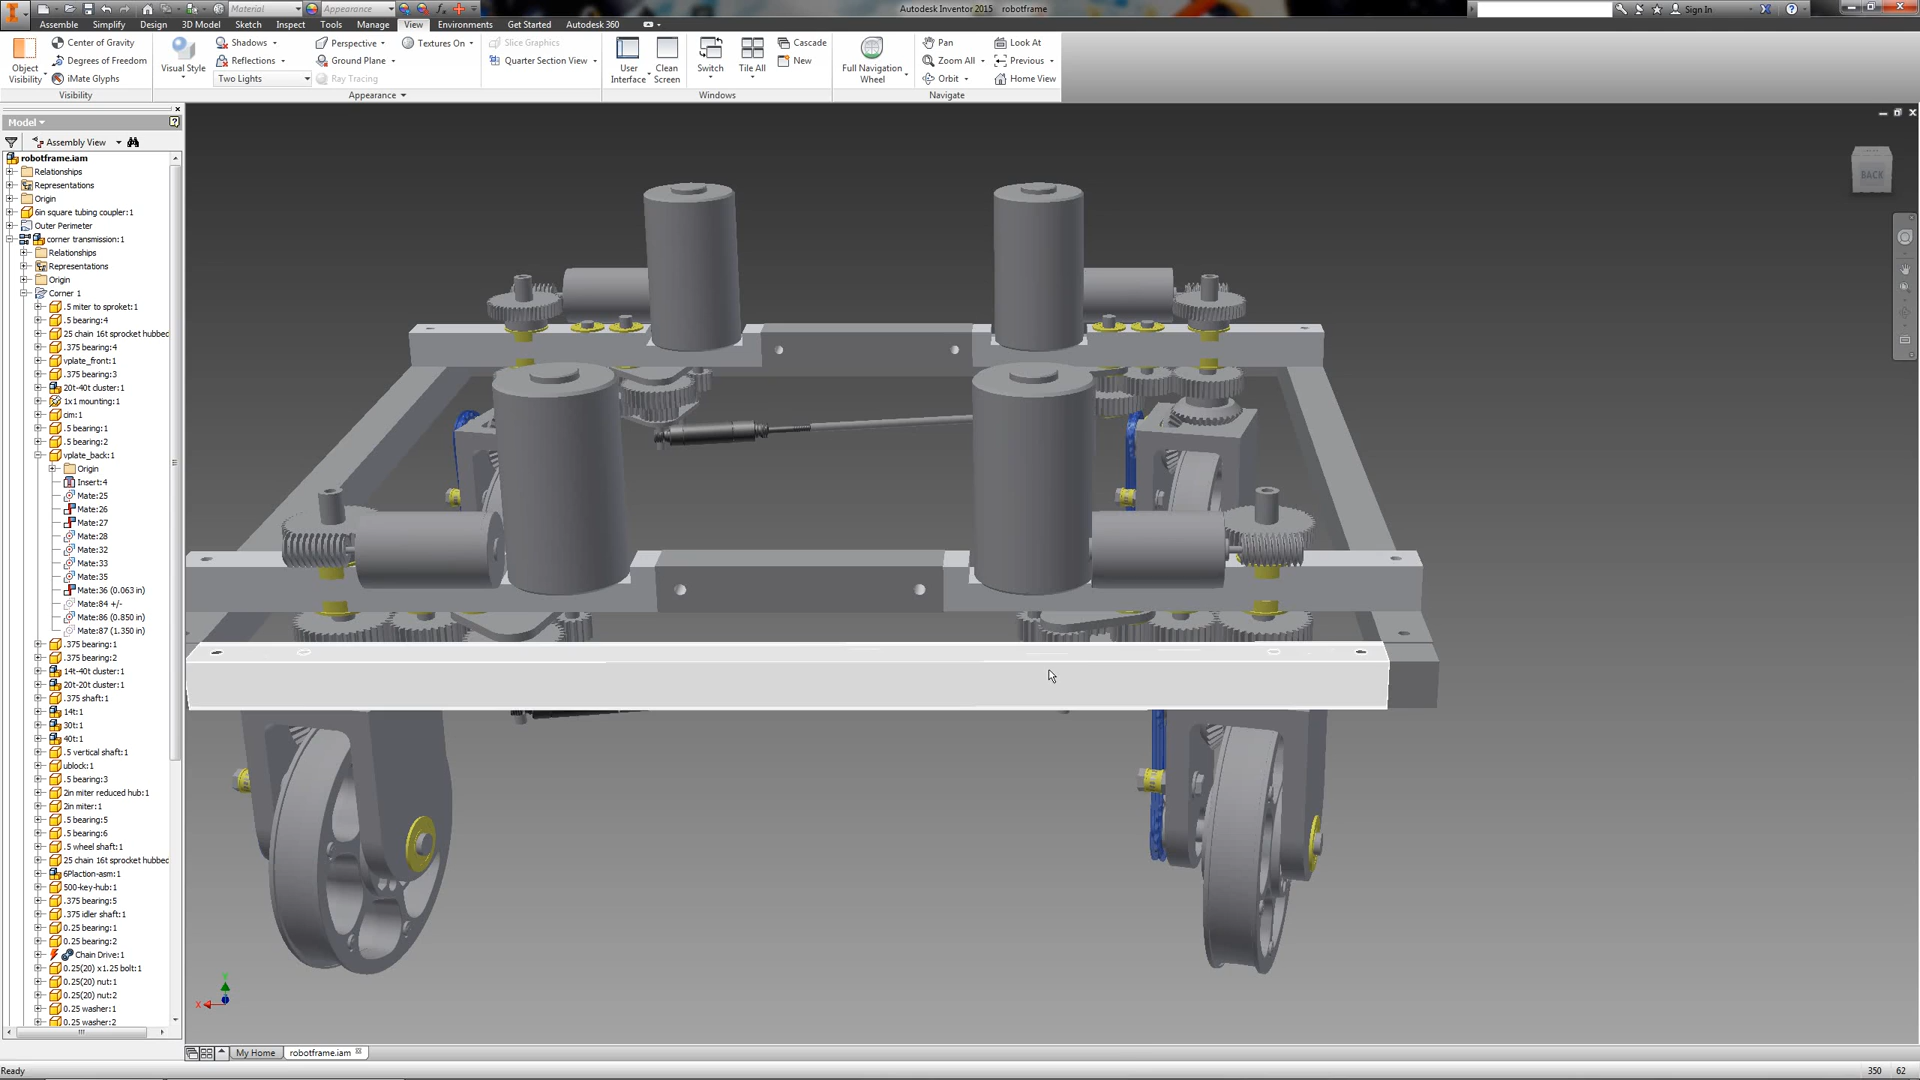 Material
Appearance
Autodesk Inventor 2015 robotframe
Sign In
Assemble Simplify Design 3D Model Sketch Inspect Tools Manage View Environments Get Started Autodesk 360
Object Visibility
Center of Gravity
Degrees of Freedom
iMate Glyphs
Visual Style
Shadows
Reflections
Two Lights
Perspective
Ground Plane
Ray Tracing
Textures On
Slice Graphics
Quarter Section View
User Interface
Clean Screen
Switch
Tile All
Cascade
New
Full Navigation Wheel
Pan
Zoom All
Orbit
Look At
Previous
Home View
Visibility
Appearance
Windows
Navigate
Model
Assembly View
robotframe.iam
Relationships
Representations
Origin
6in square tubing coupler:1
Outer Perimeter
corner transmission:1
Relationships
Representations
Origin
Corner 1
.5 miter to sproket:1
.5 bearing:4
25 chain 16t sprocket hubbed
.375 bearing:4
vplate_front:1
.375 bearing:3
20t-40t cluster:1
1x1 mounting:1
cim:1
.5 bearing:1
.5 bearing:2
vplate_back:1
Origin
Insert:4
Mate:25
Mate:26
Mate:27
Mate:28
Mate:32
Mate:33
Mate:35
Mate:36 (0.063 in)
Mate:84 +/-
Mate:86 (0.850 in)
Mate:87 (1.350 in)
.375 bearing:1
.375 bearing:2
14t-40t cluster:1
20t-20t cluster:1
.375 shaft:1
14t:1
30t:1
40t:1
.5 vertical shaft:1
ublock:1
.5 bearing:3
2in miter reduced hub:1
2in miter:1
.5 bearing:5
.5 bearing:6
.5 wheel shaft:1
25 chain 16t sprocket hubbed
6Plaction-asm:1
500-key-hub:1
.375 bearing:5
.375 idler shaft:1
0.25 bearing:1
0.25 bearing:2
Chain Drive:1
0.25(20) x1.25 bolt:1
0.25(20) nut:1
0.25(20) nut:2
0.25 washer:1
0.25 washer:2
BACK
My Home
robotframe.iam
Ready
350 62